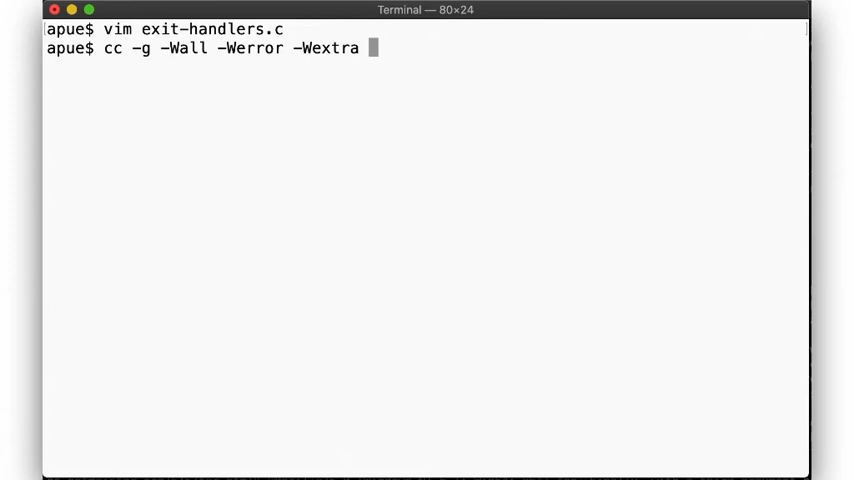 Terminal — 80×24
[apue$ vim exit-handlers.c ]
apue$ cc -g -Wall -Werror -Wextra